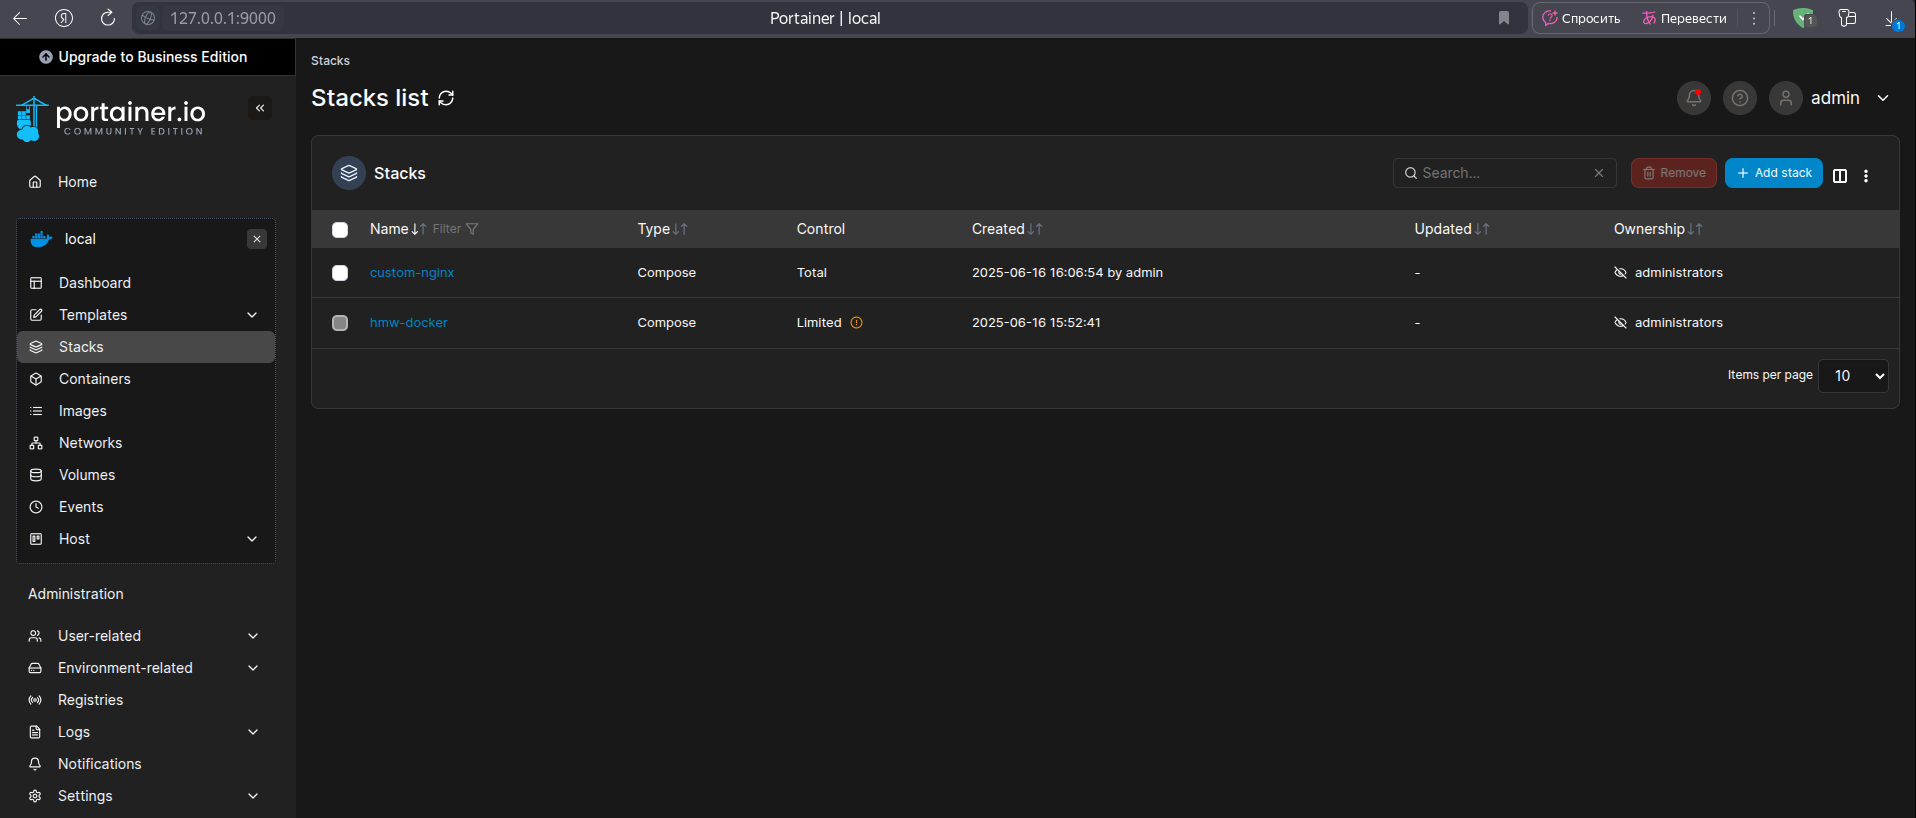 127.0.0.1:9000
Portainer | local
Спросить
Перевести
1
1
Upgrade to Business Edition
portainer.io
COMMUNITY EDITION
Home
local
Dashboard
Templates
Stacks
Containers
Images
Networks
Volumes
Events
Host
Administration
User-related
Environment-related
Registries
Logs
Notifications
Settings
Stacks
Stacks list
admin
Stacks
Search...
Remove
Add stack
Name Filter Type Control Created Updated Ownership
custom-nginx Compose Total 2025-06-16 16:06:54 by admin - administrators
hmw-docker Compose Limited 2025-06-16 15:52:41 - administrators
Items per page 10